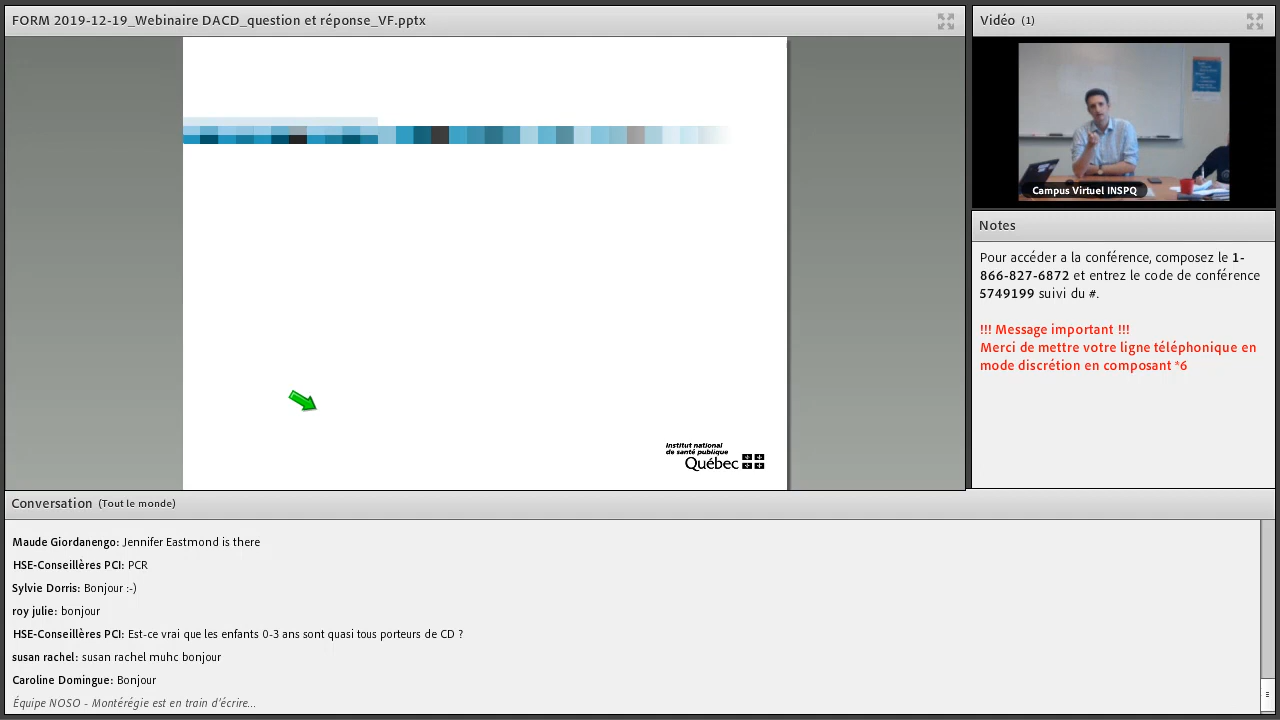 FORM 2019-12-19_Webinaire DACD_question et réponse_VF.pptx
Institut national
de santé publique
Québec
Vidéo (1)
Campus Virtuel INSPQ
Notes
Pour accéder a la conférence, composez le 1-
866-827-6872 et entrez le code de conférence
5749199 suivi du #.
!!! Message important !!!
Merci de mettre votre ligne téléphonique en
mode discrétion en composant *6
Conversation (Tout le monde)
Maude Giordanengo: Jennifer Eastmond is there
HSE-Conseillères PCI: PCR
Sylvie Dorris: Bonjour :-)
roy julie: bonjour
HSE-Conseillères PCI: Est-ce vrai que les enfants 0-3 ans sont quasi tous porteurs de CD ?
susan rachel: susan rachel muhc bonjour
Caroline Domingue: Bonjour
Équipe NOSO - Montérégie est en train d'écrire...